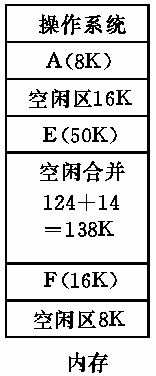 操作系统
A(8K)
空闲区16K
E(50K)
空闲合并
124+14
=138K
F(16K)
空闲区8K
内存